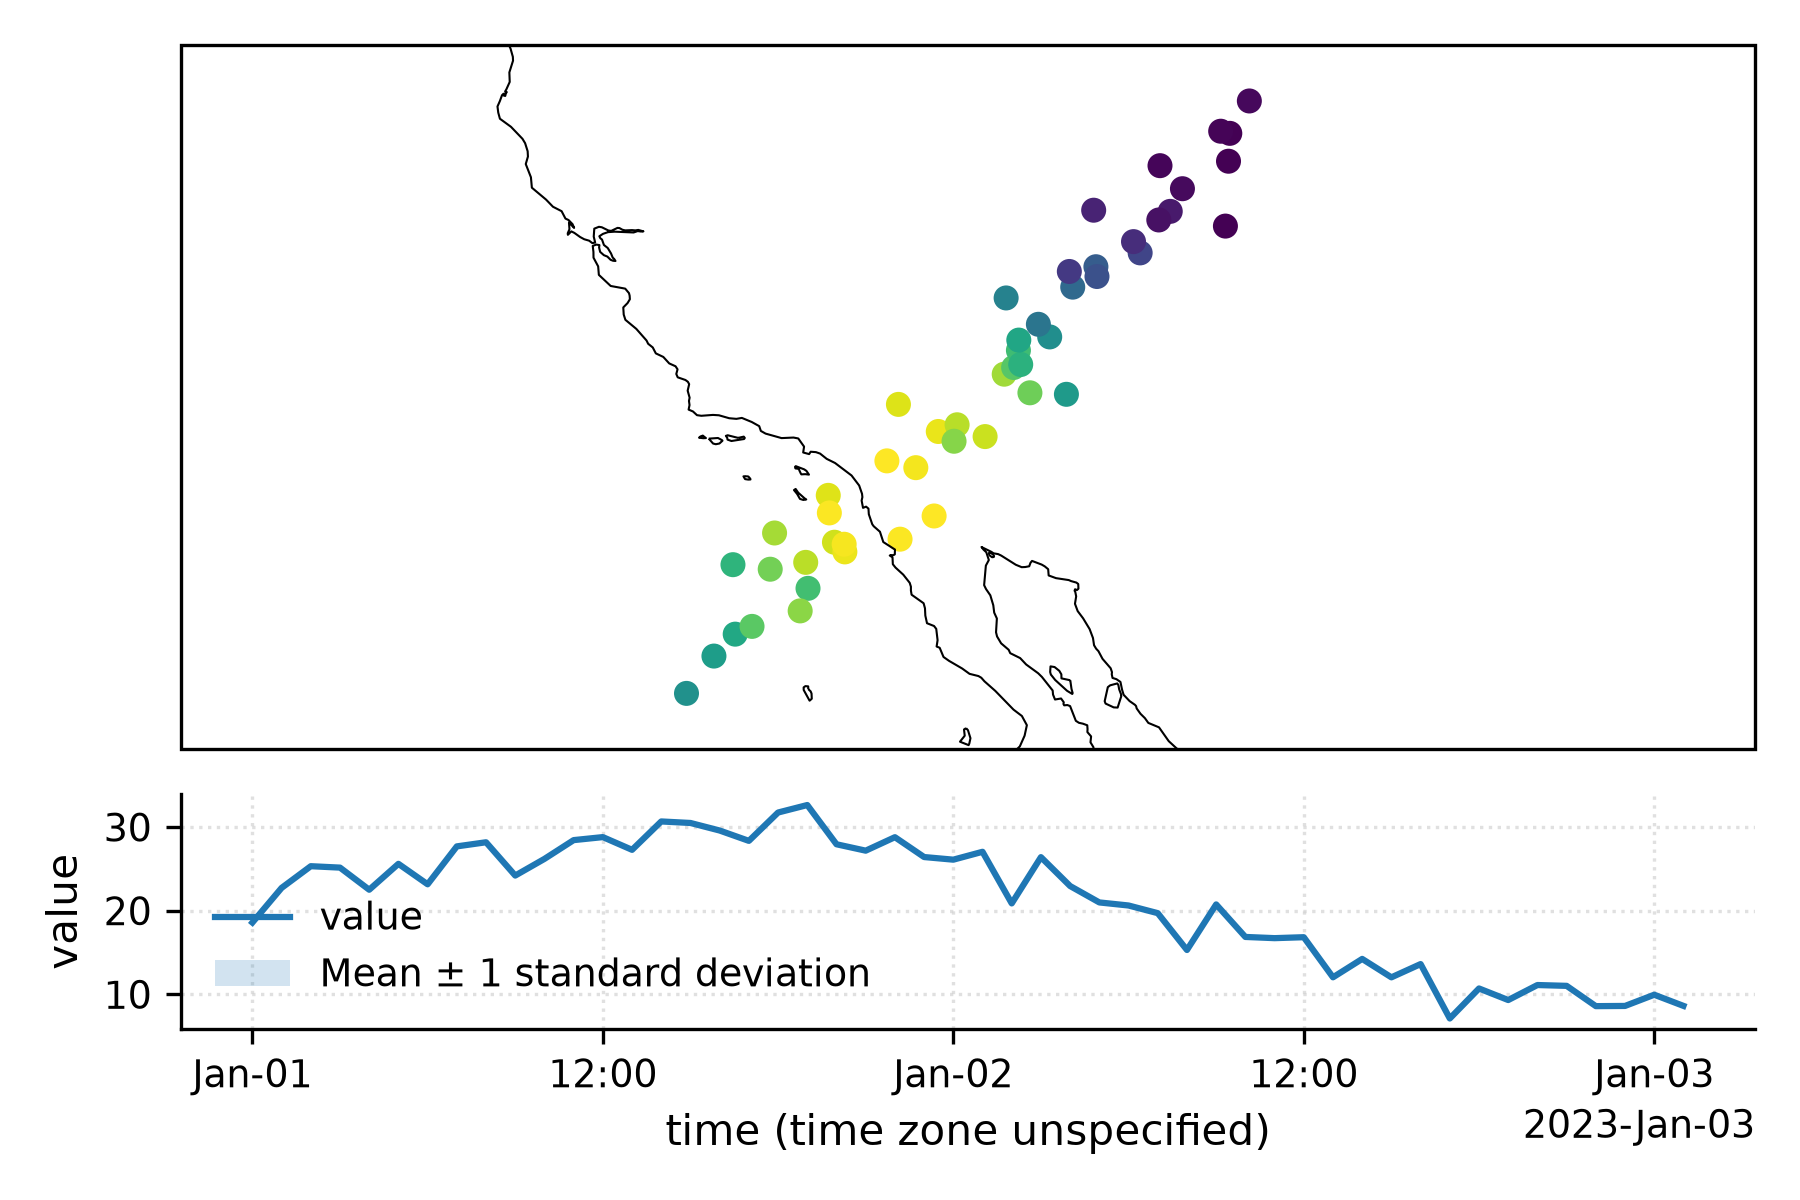 30
20
10
value
value
Mean ± 1 standard deviation
Jan-01 12:00 Jan-02 12:00 Jan-03
2023-Jan-03
time (time zone unspecified)